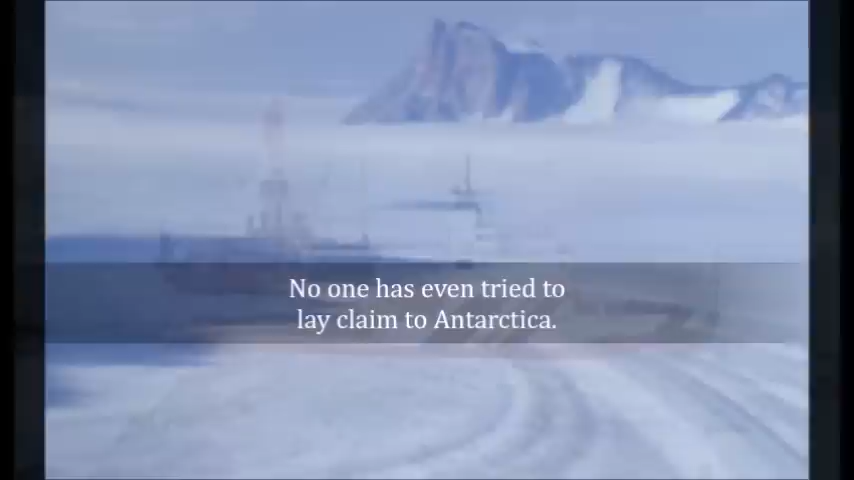 No one has even tried to
lay claim to Antarctica.